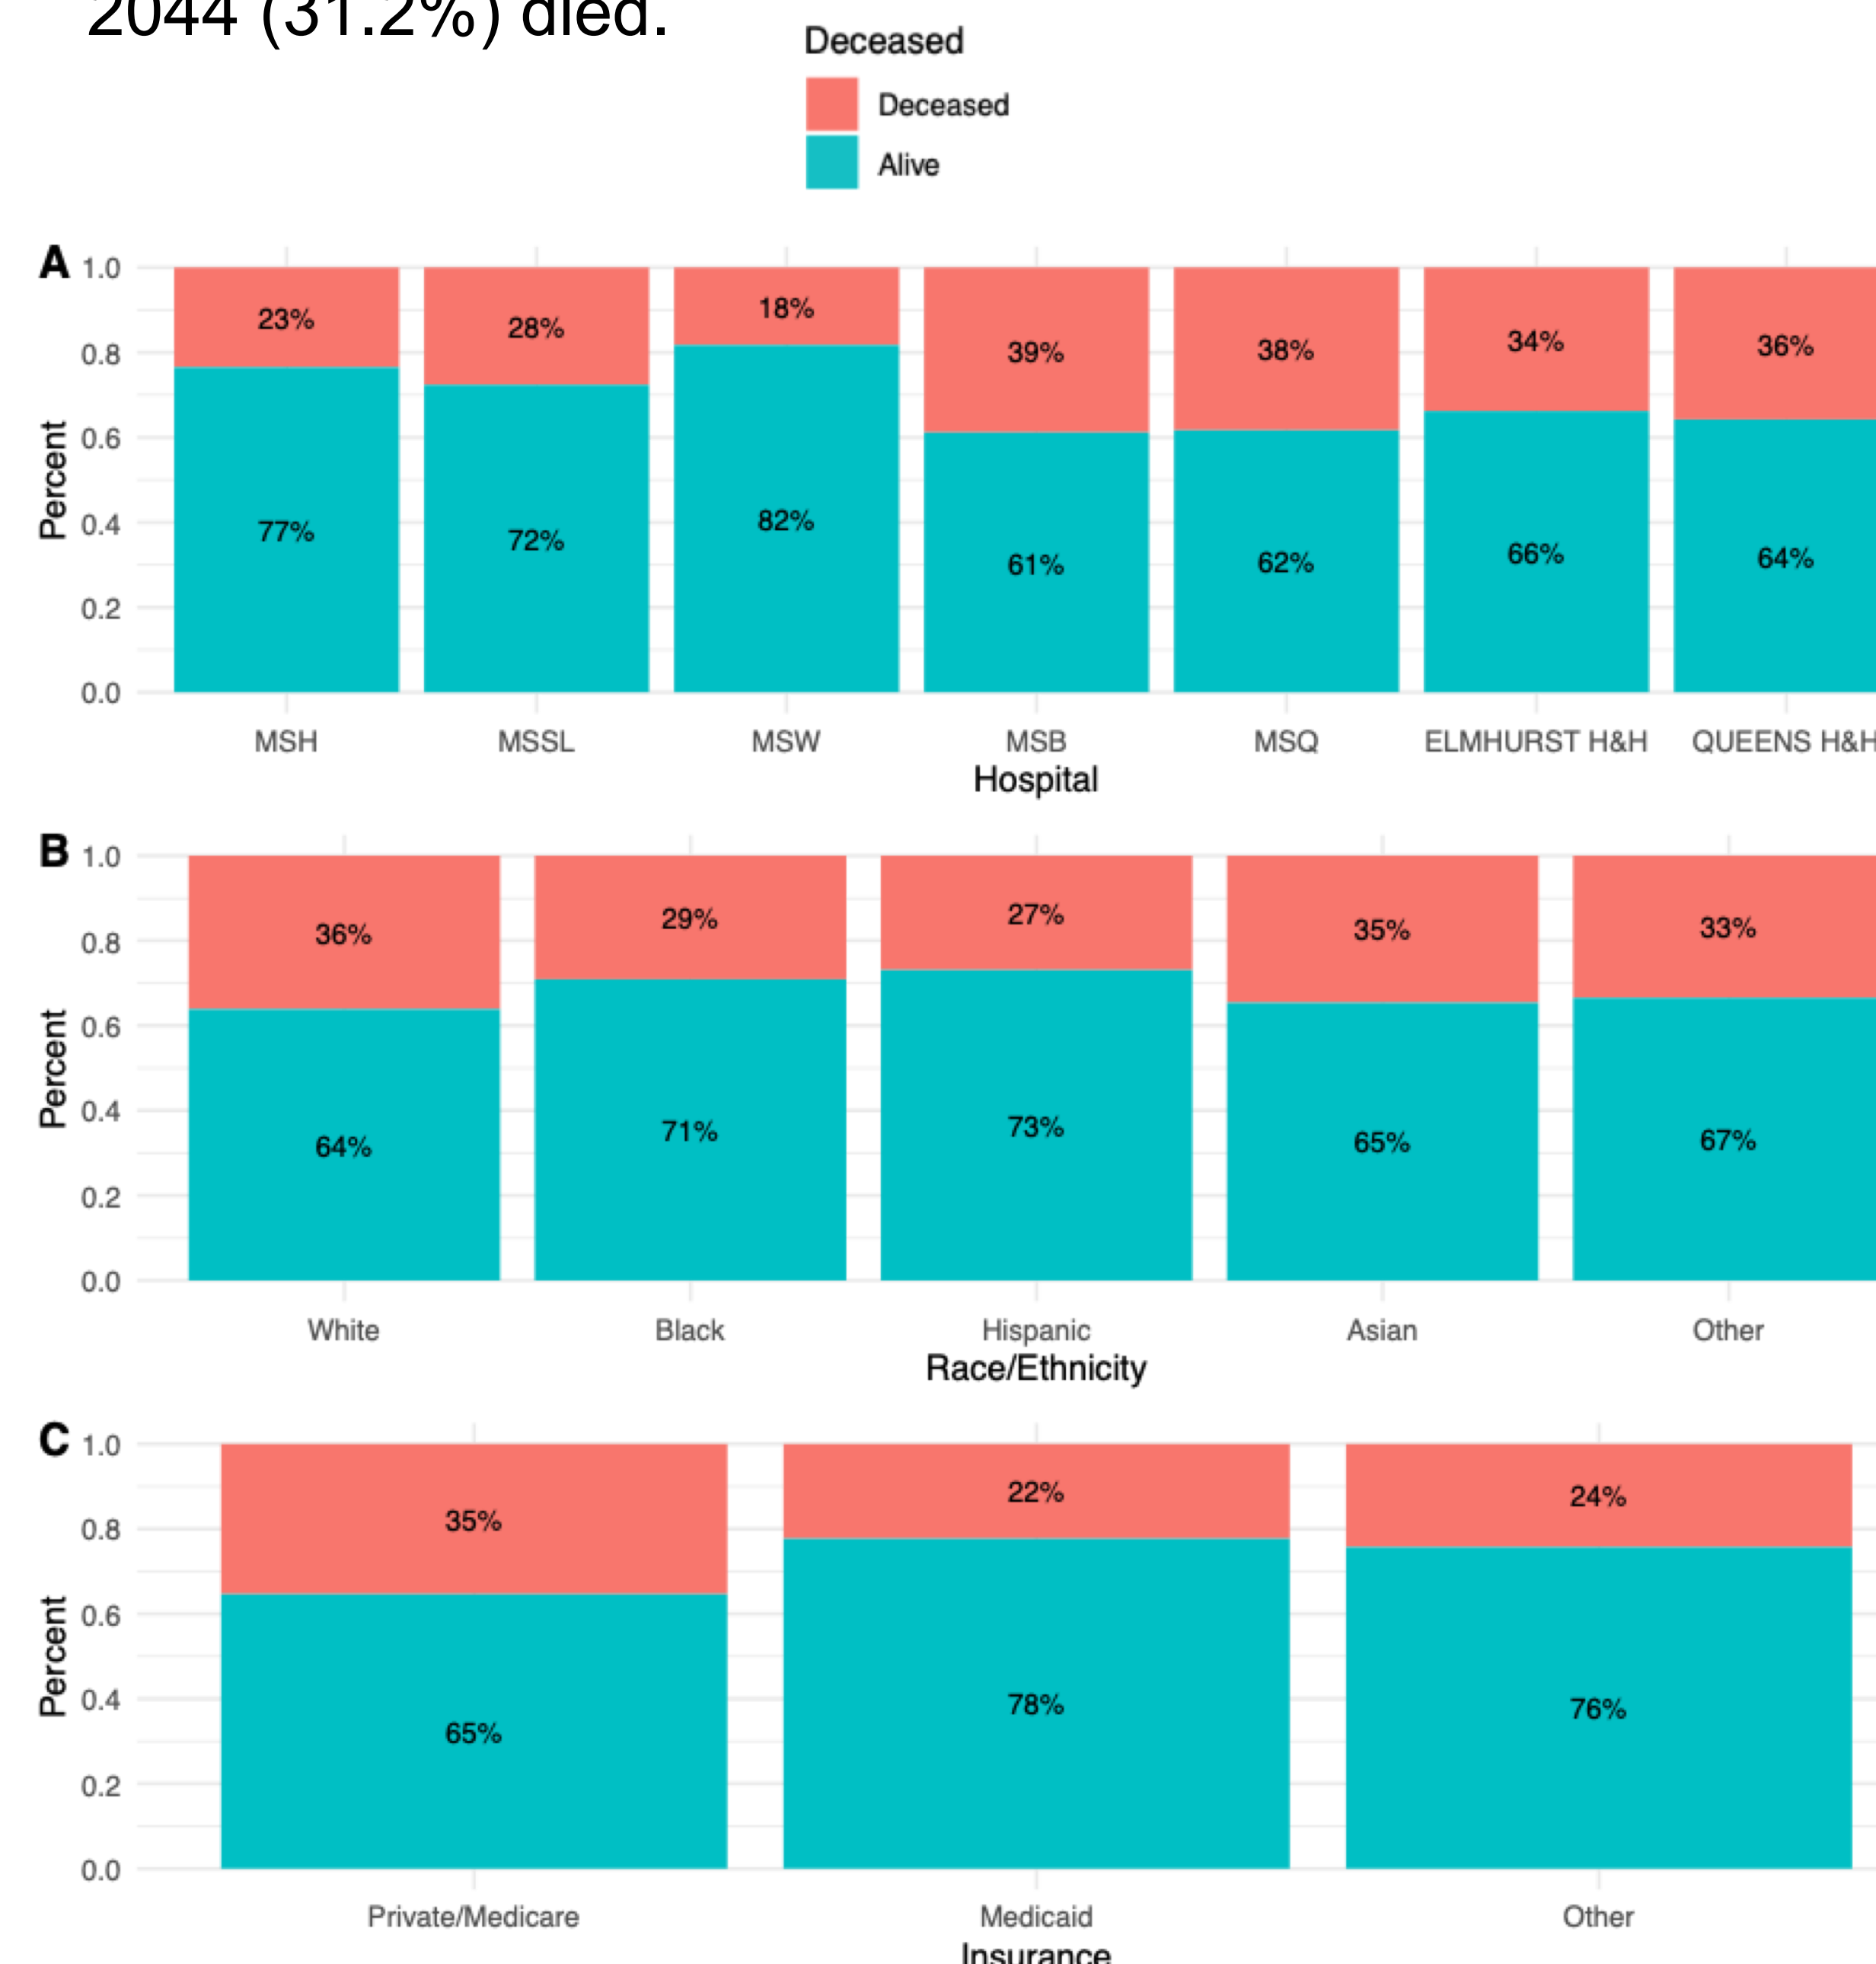 2044 (31.2%) died.
Deceased
Deceased
Alive
A
1.0
0.8
0.6
0.4
0.2
0.0
Percent
23% 28% 18% 39% 38% 34% 36%
77% 72% 82% 61% 62% 66% 64%
MSH MSSL MSW MSB MSQ ELMHURST H&H QUEENS H&H
Hospital
B
1.0
0.8
0.6
0.4
0.2
0.0
Percent
36% 29% 27% 35% 33%
64% 71% 73% 65% 67%
White Black Hispanic Asian Other
Race/Ethnicity
C
1.0
0.8
0.6
0.4
0.2
0.0
Percent
35% 22% 24%
65% 78% 76%
Private/Medicare Medicaid Other
Insurance